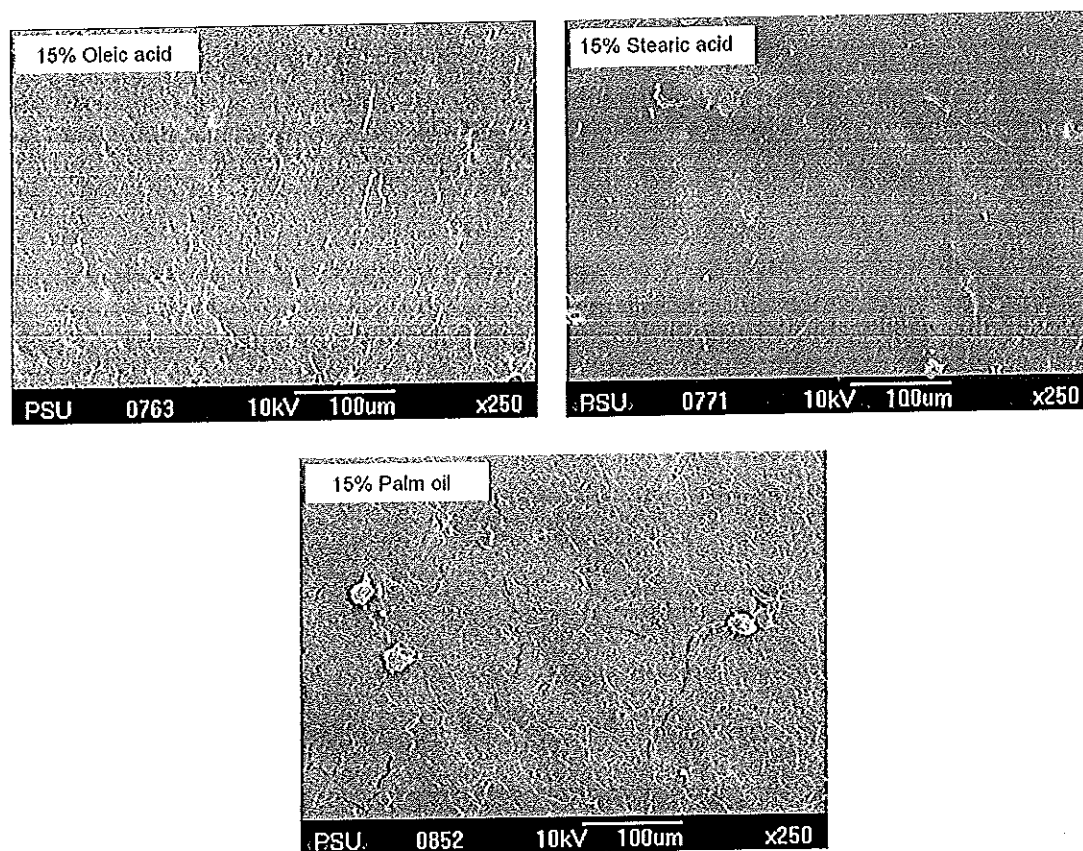 15% Oleic acid
15% Stearic acid
PSU 0763 10kV 100um x250
PSU 0771 10kV 100um x250
15% Palm oil
PSU 0852 10kV 100um x250